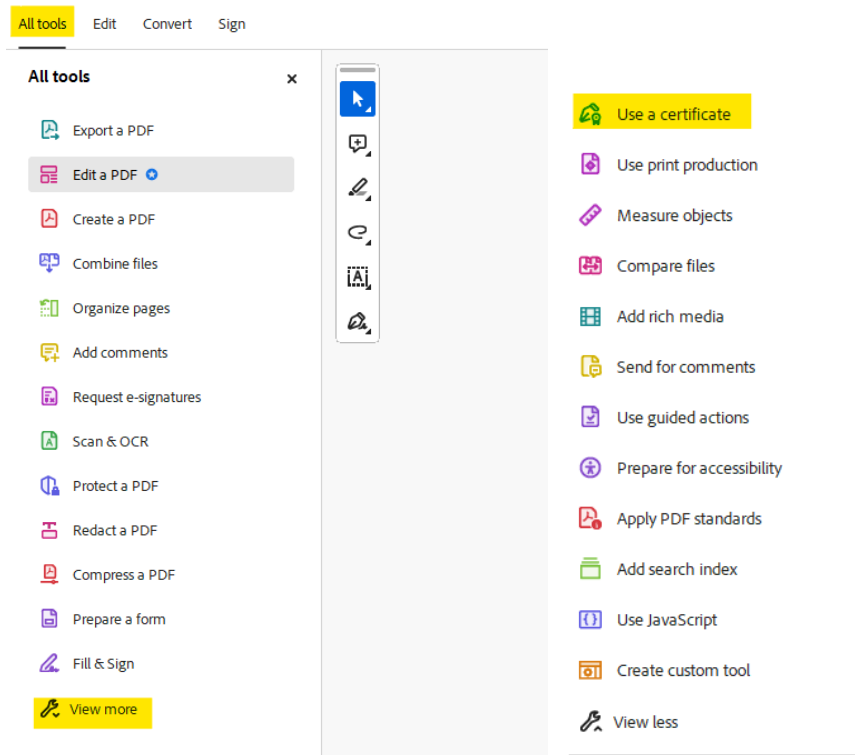 All tools
Edit
Convert
Sign
All tools
Export a PDF
Edit a PDF
Create a PDF
Combine files
Organize pages
Add comments
Request e-signatures
Scan & OCR
Protect a PDF
Redact a PDF
Compress a PDF
Prepare a form
Fill & Sign
View more
Use a certificate
Use print production
Measure objects
Compare files
Add rich media
Send for comments
Use guided actions
Prepare for accessibility
Apply PDF standards
Add search index
Use JavaScript
Create custom tool
View less